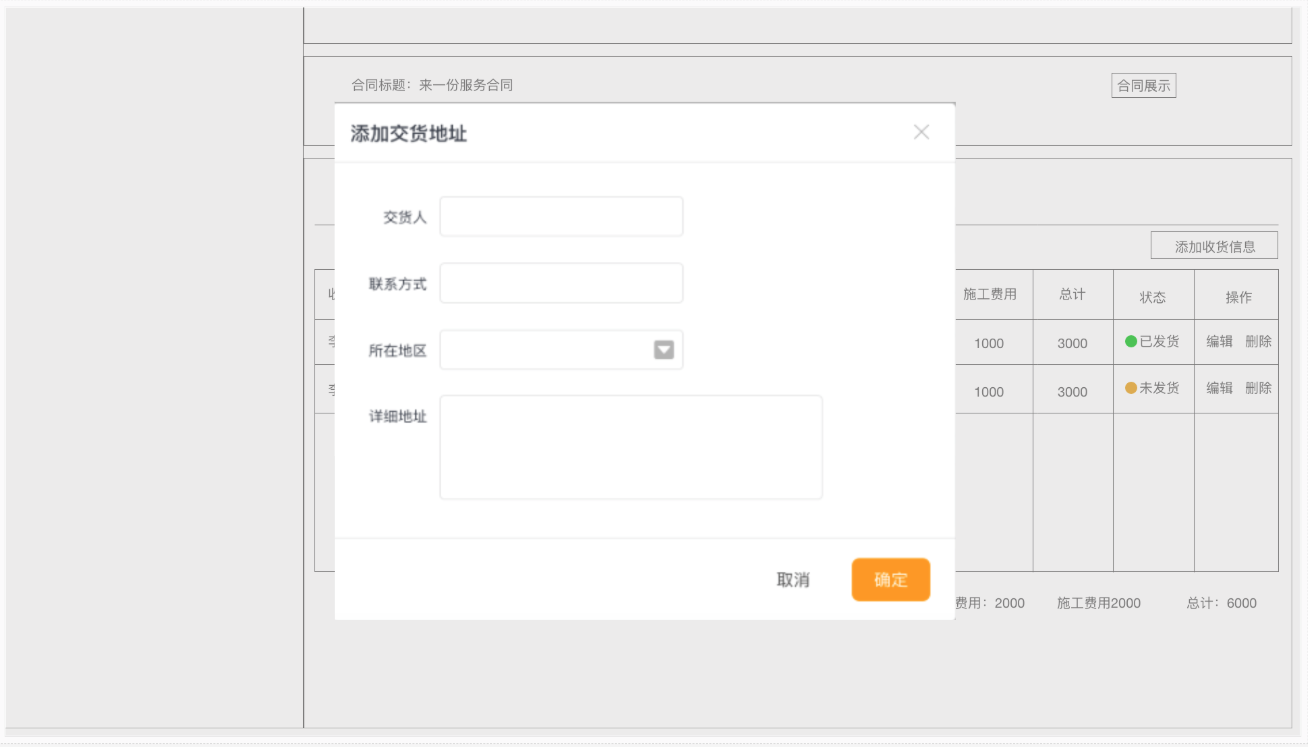 合同标题：来一份服务合同
合同展示
添加交货地址
交货人
添加收货信息
联系方式
施工费用 总计 状态 操作
所在地区
1000 3000 已发货 编辑 删除
1000 3000 未发货 编辑 删除
详细地址
取消 确定
费用：2000 施工费用2000 总计：6000